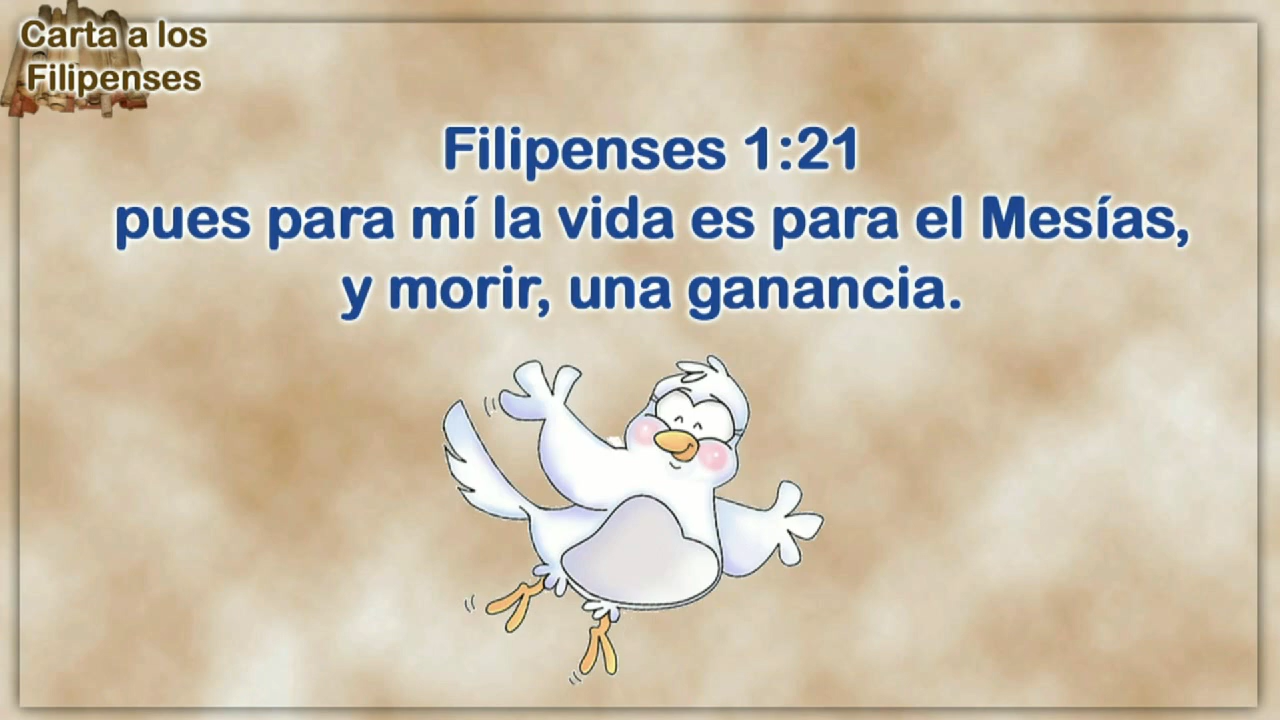 Carta a los
Filipenses
Filipenses 1:21
pues para mí la vida es para el Mesías,
y morir, una ganancia.